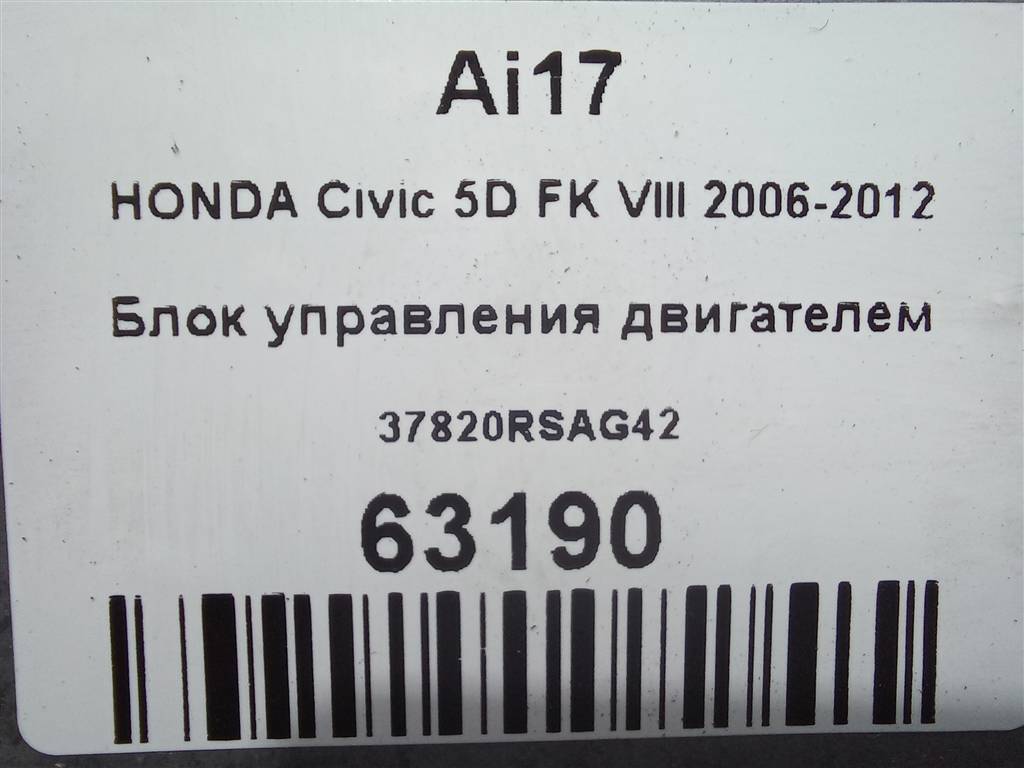 Ai17
HONDA Civic 5D FK VIII 2006-2012
Блок управления двигателем
37820RSAG42
63190